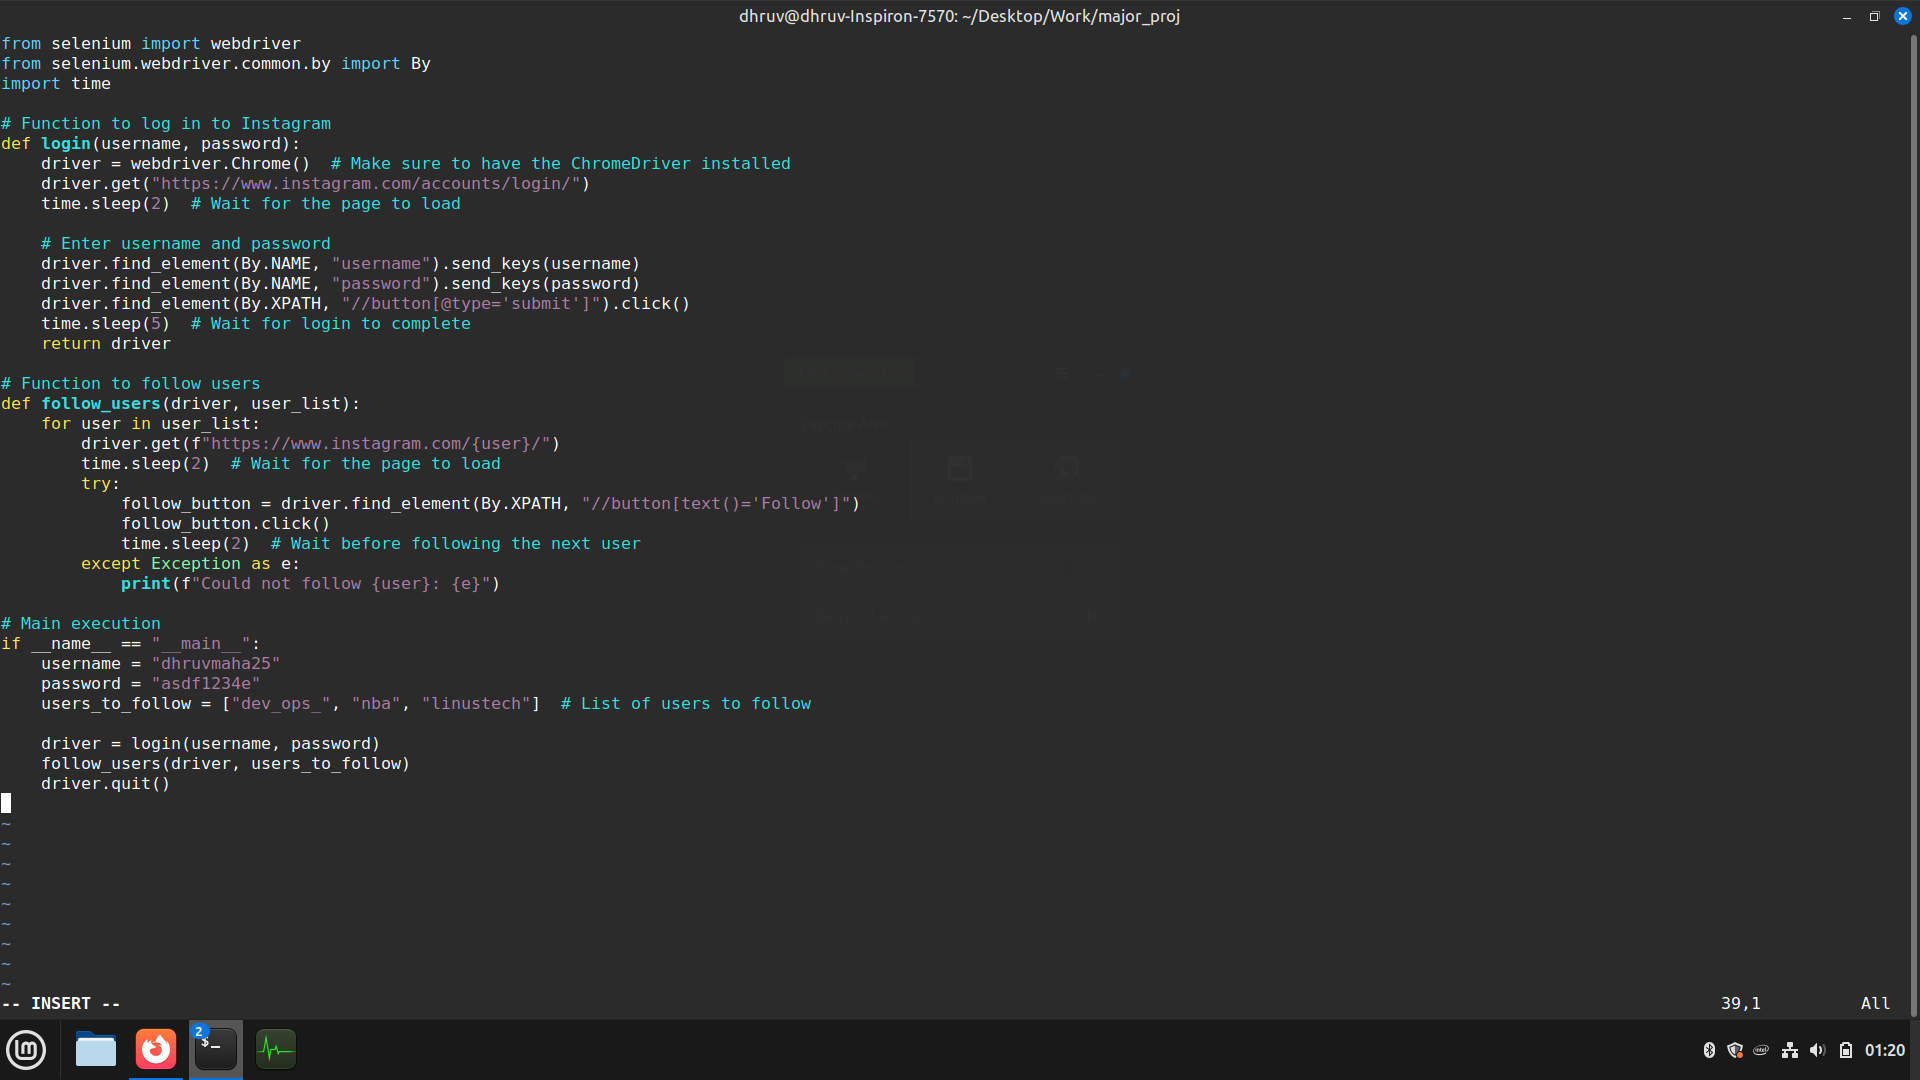 dhruv@dhruv-Inspiron-7570: ~/Desktop/Work/major_proj
from selenium import webdriver
from selenium.webdriver.common.by import By
import time

# Function to log in to Instagram
def login(username, password):
    driver = webdriver.Chrome()  # Make sure to have the ChromeDriver installed
    driver.get("https://www.instagram.com/accounts/login/")
    time.sleep(2)  # Wait for the page to load

    # Enter username and password
    driver.find_element(By.NAME, "username").send_keys(username)
    driver.find_element(By.NAME, "password").send_keys(password)
    driver.find_element(By.XPATH, "//button[@type='submit']").click()
    time.sleep(5)  # Wait for login to complete
    return driver

# Function to follow users
def follow_users(driver, user_list):
    for user in user_list:
        driver.get(f"https://www.instagram.com/{user}/")
        time.sleep(2)  # Wait for the page to load
        try:
            follow_button = driver.find_element(By.XPATH, "//button[text()='Follow']")
            follow_button.click()
            time.sleep(2)  # Wait before following the next user
        except Exception as e:
            print(f"Could not follow {user}: {e}")

# Main execution
if __name__ == "__main__":
    username = "dhruvmaha25"
    password = "asdf1234e"
    users_to_follow = ["dev_ops_", "nba", "linustech"]  # List of users to follow

    driver = login(username, password)
    follow_users(driver, users_to_follow)
    driver.quit()
~
~
~
~
~
~
~
~
~
-- INSERT --    39,1    All
2
$_
01:20